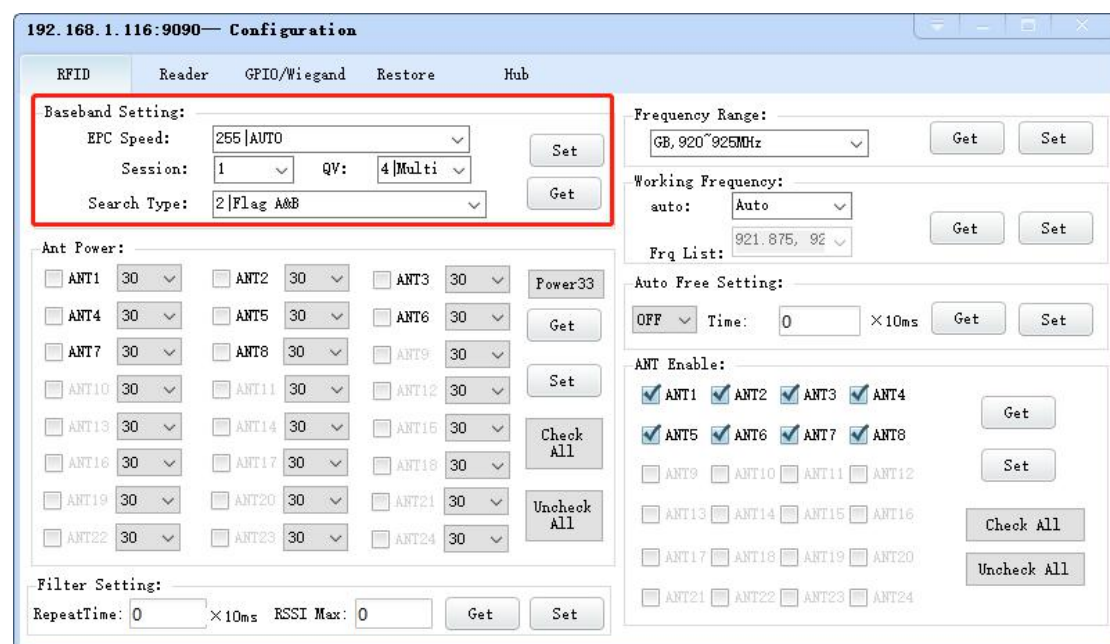 192.168.1.116:9090— Configuration
RFID Reader GPIO/Wiegand Restore Hub
Baseband Setting:
EPC Speed: 255|AUTO
Session: 1 QV: 4|Multi
Search Type: 2|Flag A&B
Set
Get
Ant Power:
ANT1 30 ANT2 30 ANT3 30 Power33
ANT4 30 ANT5 30 ANT6 30 Get
ANT7 30 ANT8 30 ANT9 30
ANT10 30 ANT11 30 ANT12 30 Set
ANT13 30 ANT14 30 ANT15 30 Check All
ANT16 30 ANT17 30 ANT18 30
ANT19 30 ANT20 30 ANT21 30 Uncheck All
ANT22 30 ANT23 30 ANT24 30
Filter Setting:
RepeatTime: 0 ×10ms RSSI Max: 0 Get Set
Frequency Range:
GB, 920~925MHz Get Set
Working Frequency:
auto: Auto
Frq List: 921.875, 92
Get Set
Auto Free Setting:
OFF Time: 0 ×10ms Get Set
ANT Enable:
ANT1 ANT2 ANT3 ANT4
ANT5 ANT6 ANT7 ANT8
ANT9 ANT10 ANT11 ANT12
ANT13 ANT14 ANT15 ANT16
ANT17 ANT18 ANT19 ANT20
ANT21 ANT22 ANT23 ANT24
Get
Set
Check All
Uncheck All